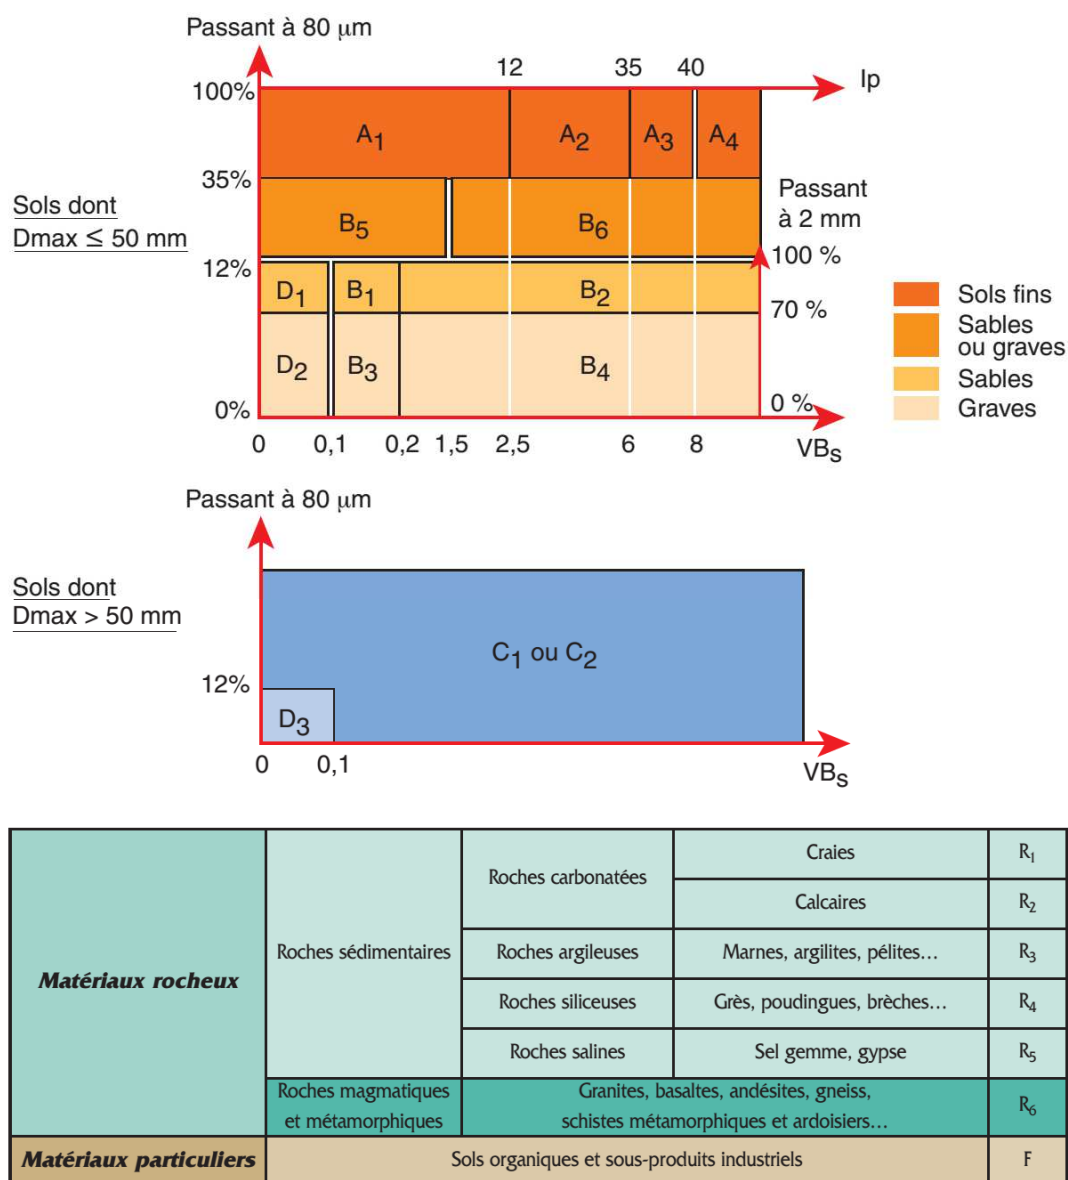 Passant à 80 µm
12 35 40
Ip
100%
A1 A2 A3 A4
35%
Sols dont
Dmax ≤ 50 mm
Passant
à 2 mm
B5 B6
100 %
12%
D1 B1 B2
70 %
D2 B3 B4
0%
0 %
0 0,1 0,2 1,5 2,5 6 8 VBs
Sols fins
Sables
ou graves
Sables
Graves
Passant à 80 µm
Sols dont
Dmax > 50 mm
C1 ou C2
12%
D3
0 0,1 VBs
Matériaux rocheux
Roches sédimentaires
Roches carbonatées
Craies R1
Calcaires R2
Roches argileuses Marnes, argilites, pélites... R3
Roches siliceuses Grès, poudingues, brèches... R4
Roches salines Sel gemme, gypse R5
Roches magmatiques
et métamorphiques
Granites, basaltes, andésites, gneiss,
schistes métamorphiques et ardoisiers...
R6
Matériaux particuliers Sols organiques et sous-produits industriels F